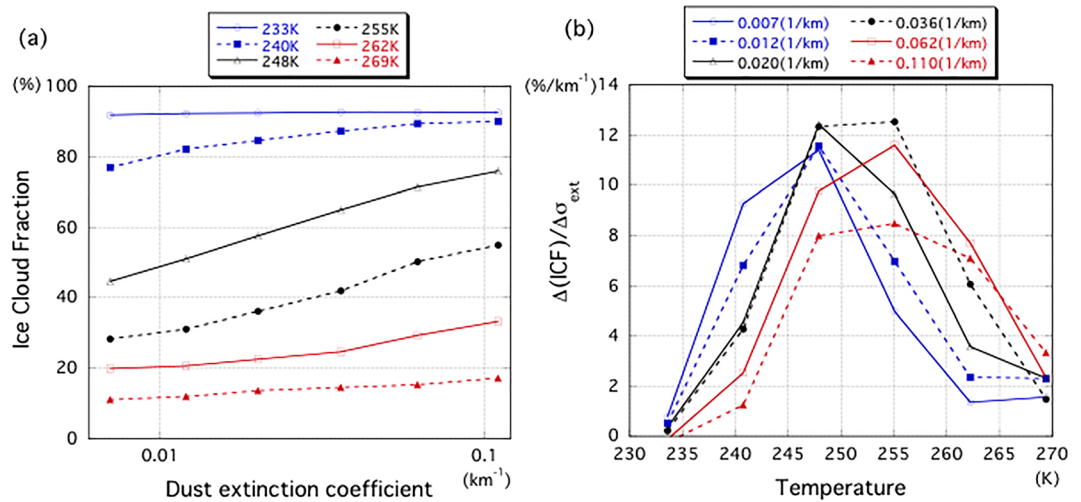 (a)
233K 255K
240K 262K
248K 269K
(%)
100
80
60
40
20
0
Ice Cloud Fraction
0.01 0.1
(km⁻¹)
Dust extinction coefficient
(b)
0.007(1/km) 0.036(1/km)
0.012(1/km) 0.062(1/km)
0.020(1/km) 0.110(1/km)
(%/km⁻¹)
14
12
10
8
6
4
2
0
Δ(ICF)/Δσext
230 235 240 245 250 255 260 265 270
Temperature (K)